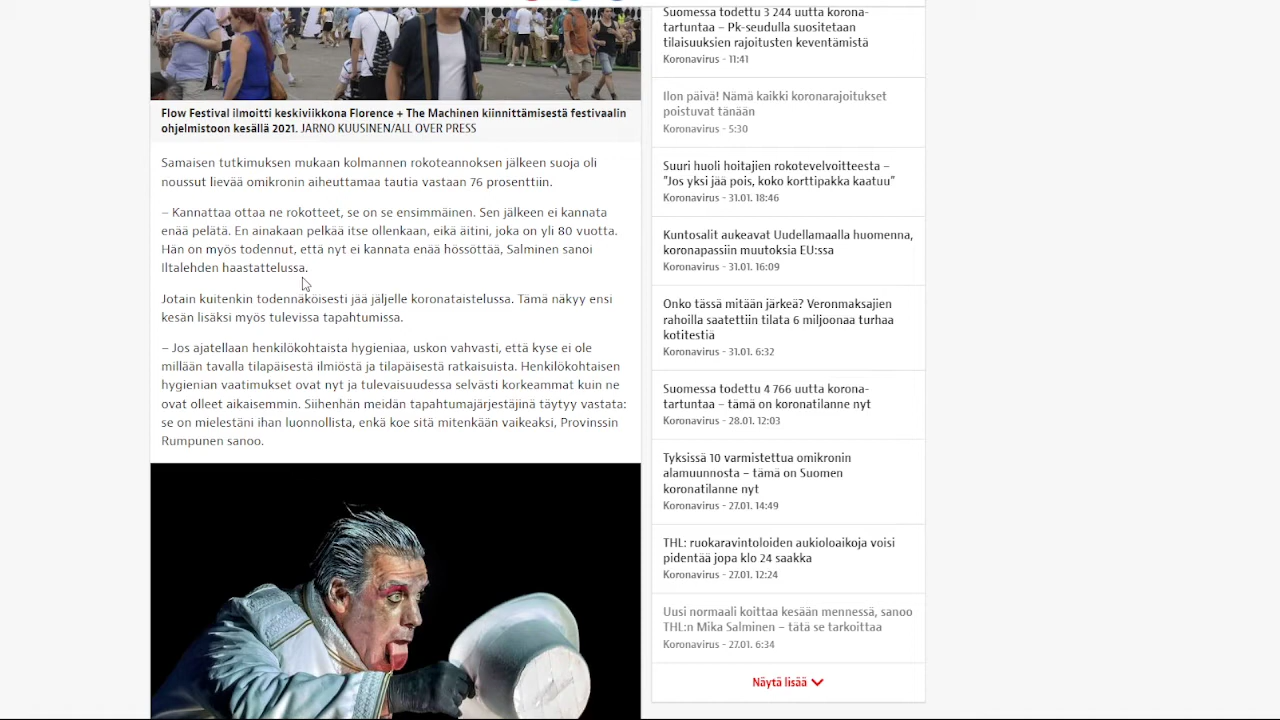 Flow Festival ilmoitti keskiviikkona Florence + The Machinen kiinnittämisestä festivaalin
ohjelmistoon kesällä 2021. JARNO KUUSINEN/ALL OVER PRESS
Samaisen tutkimuksen mukaan kolmannen rokoteannoksen jälkeen suoja oli
noussut lievää omikronin aiheuttamaa tautia vastaan 76 prosenttiin.
– Kannattaa ottaa ne rokotteet, se on se ensimmäinen. Sen jälkeen ei kannata
enää pelätä. En ainakaan pelkää itse ollenkaan, eikä äitini, joka on yli 80 vuotta.
Hän on myös todennut, että nyt ei kannata enää hössöttää, Salminen sanoi
Iltalehden haastattelussa.
Jotain kuitenkin todennäköisesti jää jäljelle koronataistelussa. Tämä näkyy ensi
kesän lisäksi myös tulevissa tapahtumissa.
– Jos ajatellaan henkilökohtaista hygieniaa, uskon vahvasti, että kyse ei ole
millään tavalla tilapäisestä ilmiöstä ja tilapäisestä ratkaisuista. Henkilökohtaisen
hygienian vaatimukset ovat nyt ja tulevaisuudessa selvästi korkeammat kuin ne
ovat olleet aikaisemmin. Siihenhän meidän tapahtumajärjestäjinä täytyy vastata:
se on mielestäni ihan luonnollista, enkä koe sitä mitenkään vaikeaksi, Provinssin
Rumpunen sanoo.
Suomessa todettu 3 244 uutta korona-
tartuntaa – Pk-seudulla suositetaan
tilaisuuksien rajoitusten keventämistä
Koronavirus - 11:41
Ilon päivä! Nämä kaikki koronarajoitukset
poistuvat tänään
Koronavirus - 5:30
Suuri huoli hoitajien rokotevelvoitteesta –
”Jos yksi jää pois, koko korttipakka kaatuu”
Koronavirus - 31.01. 18:46
Kuntosalit aukeavat Uudellamaalla huomenna,
koronapassiin muutoksia EU:ssa
Koronavirus - 31.01. 16:09
Onko tässä mitään järkeä? Veronmaksajien
rahoilla saatettiin tilata 6 miljoonaa turhaa
kotitestiä
Koronavirus - 31.01. 6:32
Suomessa todettu 4 766 uutta korona-
tartuntaa – tämä on koronatilanne nyt
Koronavirus - 28.01. 12:03
Tyksissä 10 varmistettua omikronin
alamuunnosta – tämä on Suomen
koronatilanne nyt
Koronavirus - 27.01. 14:49
THL: ruokaravintoloiden aukioloaikoja voisi
pidentää jopa klo 24 saakka
Koronavirus - 27.01. 12:24
Uusi normaali koittaa kesään mennessä, sanoo
THL:n Mika Salminen – tätä se tarkoittaa
Koronavirus - 27.01. 6:34
Näytä lisää